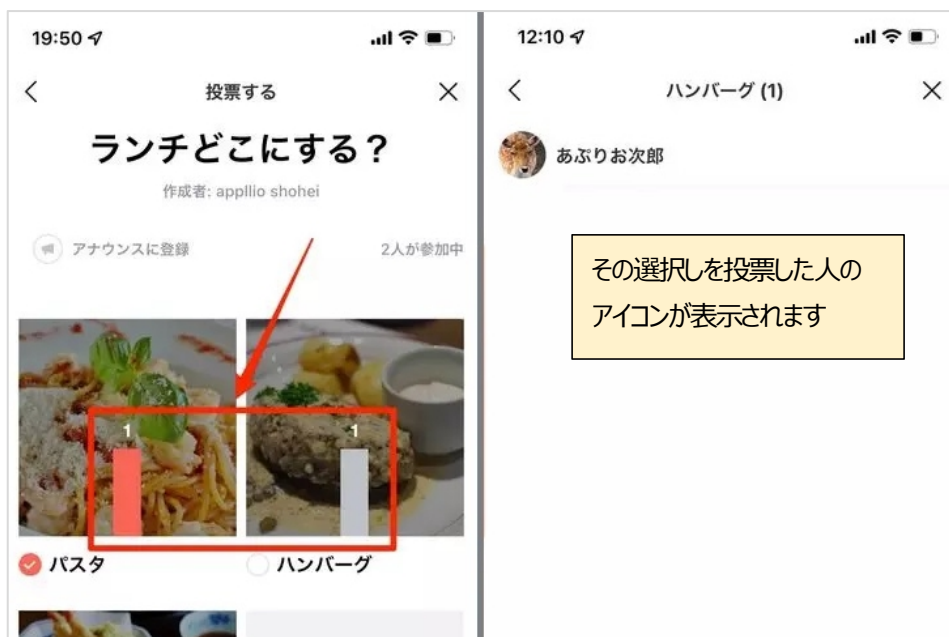 19:50
投票する
ランチどこにする？
作成者: appllio shohei
アナウンスに登録
2人が参加中
1
1
パスタ
ハンバーグ
12:10
ハンバーグ (1)
あぷりお次郎
その選択しを投票した人の
アイコンが表示されます